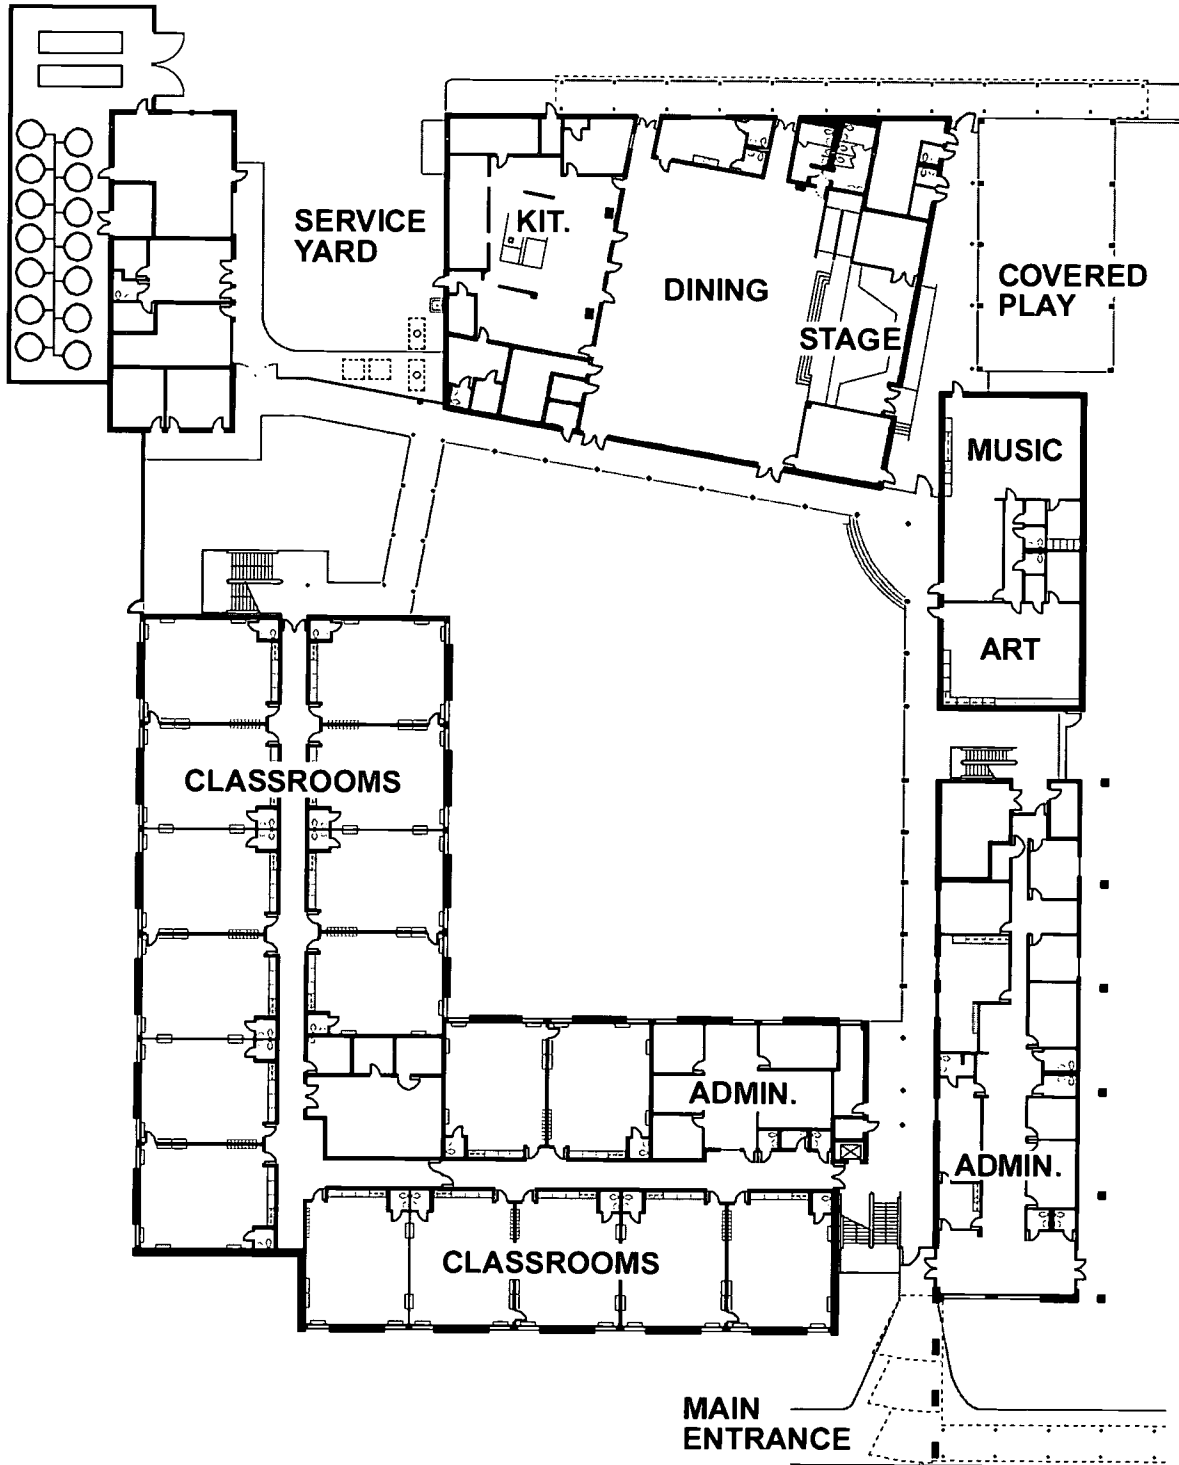 SERVICE
YARD
KIT.
DINING
STAGE
COVERED
PLAY
MUSIC
ART
CLASSROOMS
ADMIN.
ADMIN.
CLASSROOMS
MAIN
ENTRANCE